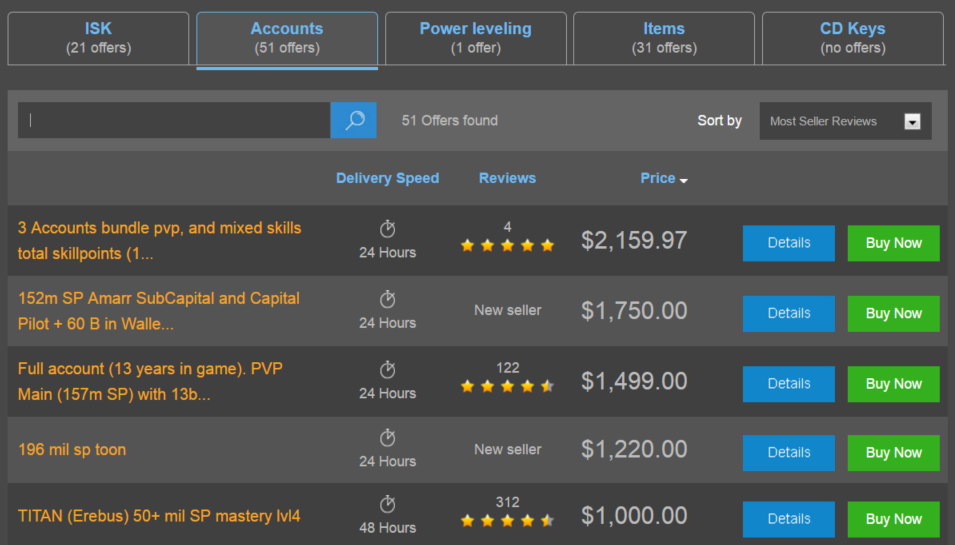 ISK
(21 offers)
Accounts
(51 offers)
Power leveling
(1 offer)
Items
(31 offers)
CD Keys
(no offers)
51 Offers found
Sort by
Most Seller Reviews
Delivery Speed
Reviews
Price
3 Accounts bundle pvp, and mixed skills
total skillpoints (1...
24 Hours
4
$2,159.97
Details
Buy Now
152m SP Amarr SubCapital and Capital
Pilot + 60 B in Walle...
24 Hours
New seller
$1,750.00
Details
Buy Now
Full account (13 years in game). PVP
Main (157m SP) with 13b...
24 Hours
122
$1,499.00
Details
Buy Now
196 mil sp toon
24 Hours
New seller
$1,220.00
Details
Buy Now
TITAN (Erebus) 50+ mil SP mastery lvl4
48 Hours
312
$1,000.00
Details
Buy Now